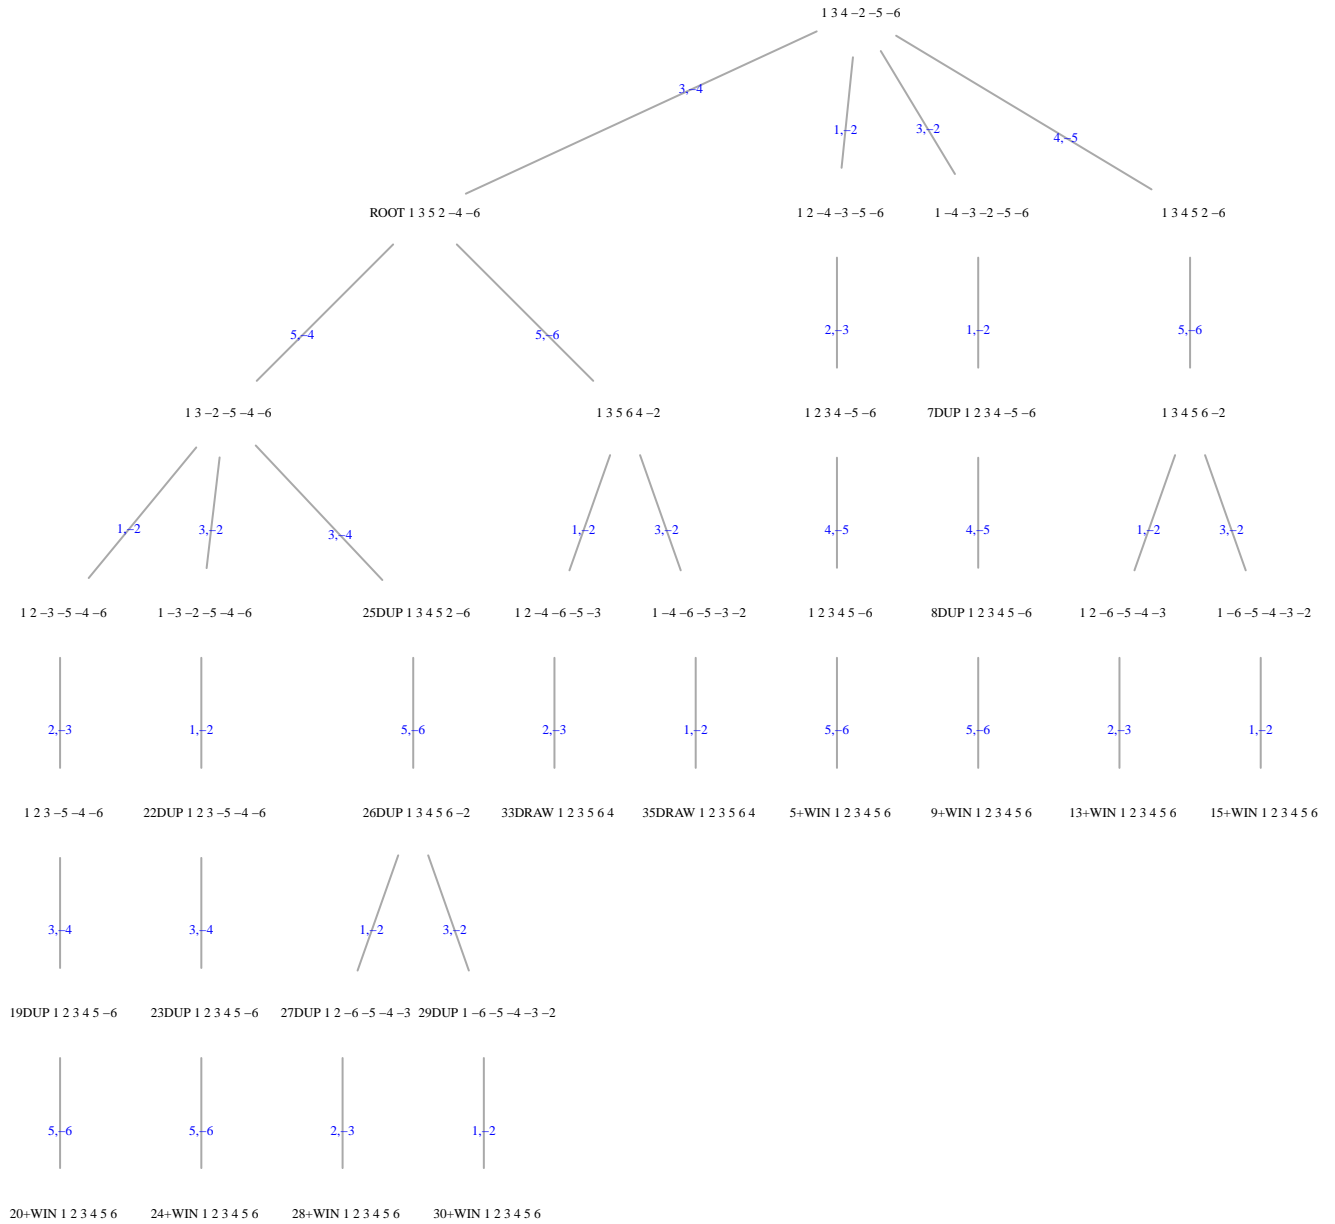 1 3 4 −2 −5 −6
3,−4
1,−2
3,−2
4,−5
ROOT 1 3 5 2 −4 −6
1 2 −4 −3 −5 −6
1 −4 −3 −2 −5 −6
1 3 4 5 2 −6
5,−4
5,−6
2,−3
1,−2
5,−6
1 3 −2 −5 −4 −6
1 3 5 6 4 −2
1 2 3 4 −5 −6
7DUP 1 2 3 4 −5 −6
1 3 4 5 6 −2
1,−2
3,−2
3,−4
1,−2
3,−2
4,−5
4,−5
1,−2
3,−2
1 2 −3 −5 −4 −6
1 −3 −2 −5 −4 −6
25DUP 1 3 4 5 2 −6
1 2 −4 −6 −5 −3
1 −4 −6 −5 −3 −2
1 2 3 4 5 −6
8DUP 1 2 3 4 5 −6
1 2 −6 −5 −4 −3
1 −6 −5 −4 −3 −2
2,−3
1,−2
5,−6
2,−3
1,−2
5,−6
5,−6
2,−3
1,−2
1 2 3 −5 −4 −6
22DUP 1 2 3 −5 −4 −6
26DUP 1 3 4 5 6 −2
33DRAW 1 2 3 5 6 4
35DRAW 1 2 3 5 6 4
5+WIN 1 2 3 4 5 6
9+WIN 1 2 3 4 5 6
13+WIN 1 2 3 4 5 6
15+WIN 1 2 3 4 5 6
3,−4
3,−4
1,−2
3,−2
19DUP 1 2 3 4 5 −6
23DUP 1 2 3 4 5 −6
27DUP 1 2 −6 −5 −4 −3
29DUP 1 −6 −5 −4 −3 −2
5,−6
5,−6
2,−3
1,−2
20+WIN 1 2 3 4 5 6
24+WIN 1 2 3 4 5 6
28+WIN 1 2 3 4 5 6
30+WIN 1 2 3 4 5 6